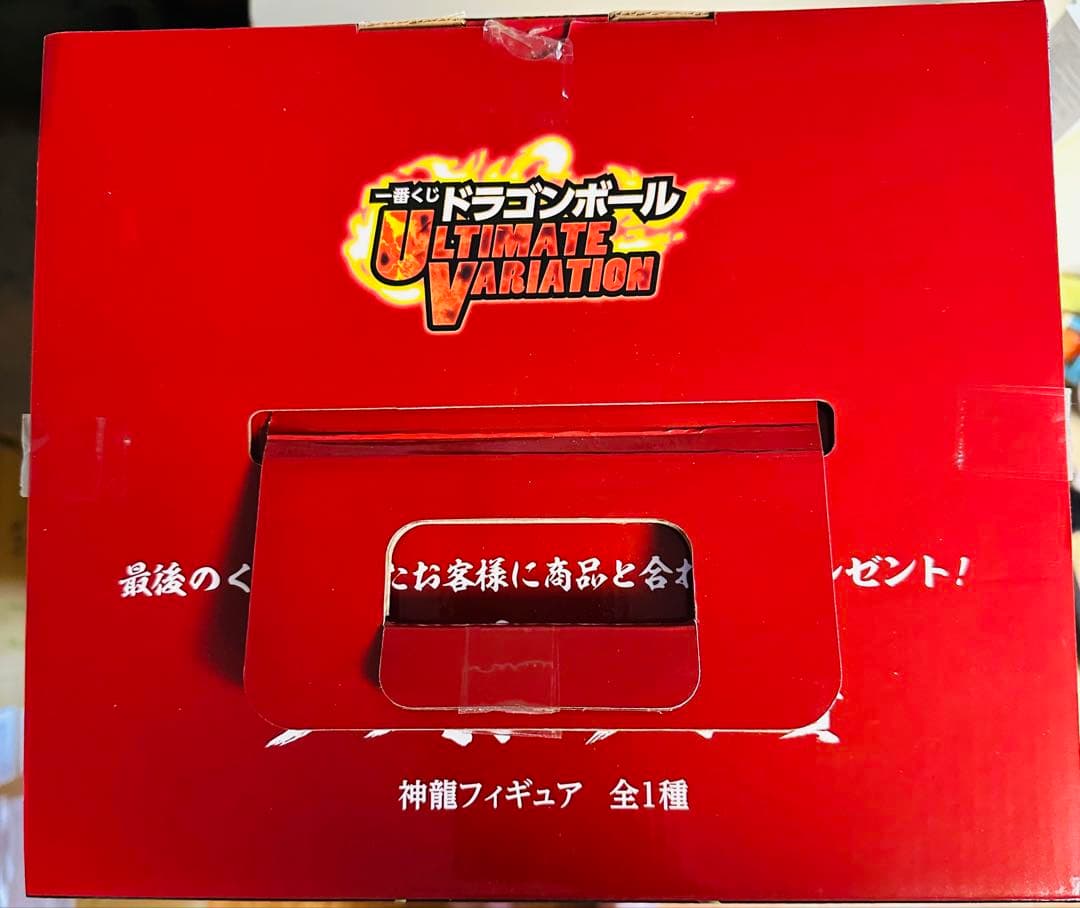 一番くじ ドラゴンボール
ULTIMATE
VARIATION
最後のく たお客様に商品と合わ ゼント!
神龍フィギュア 全1種